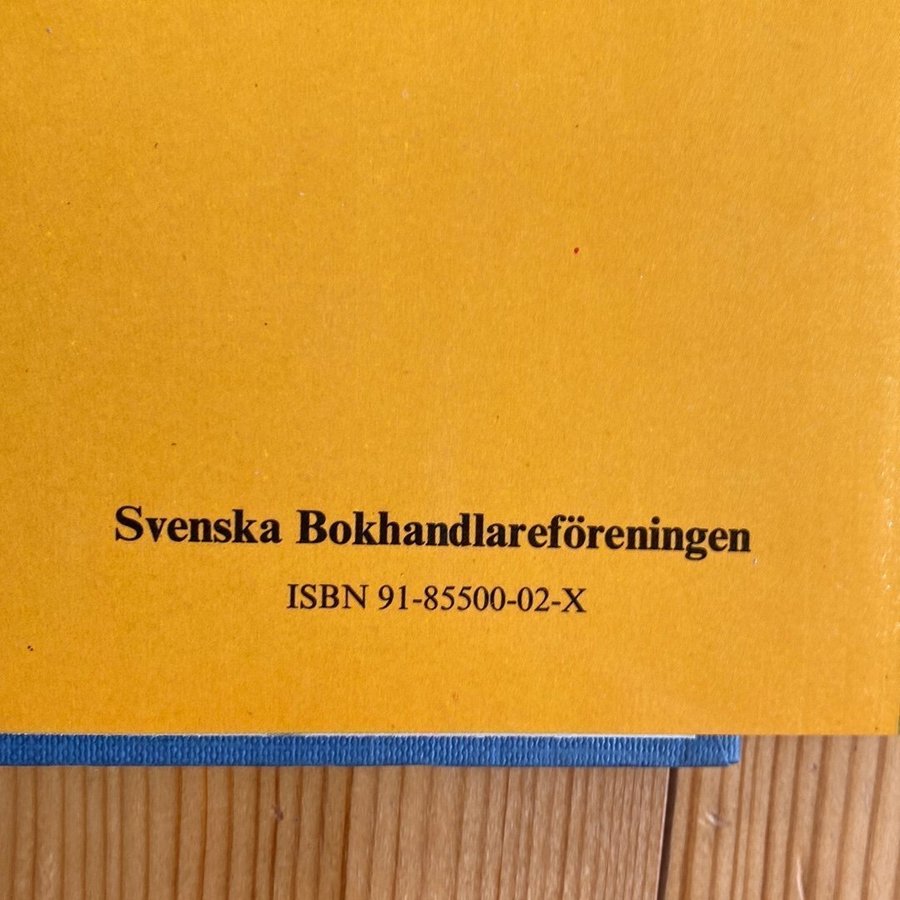 Svenska Bokhandlareföreningen
ISBN 91-85500-02-X